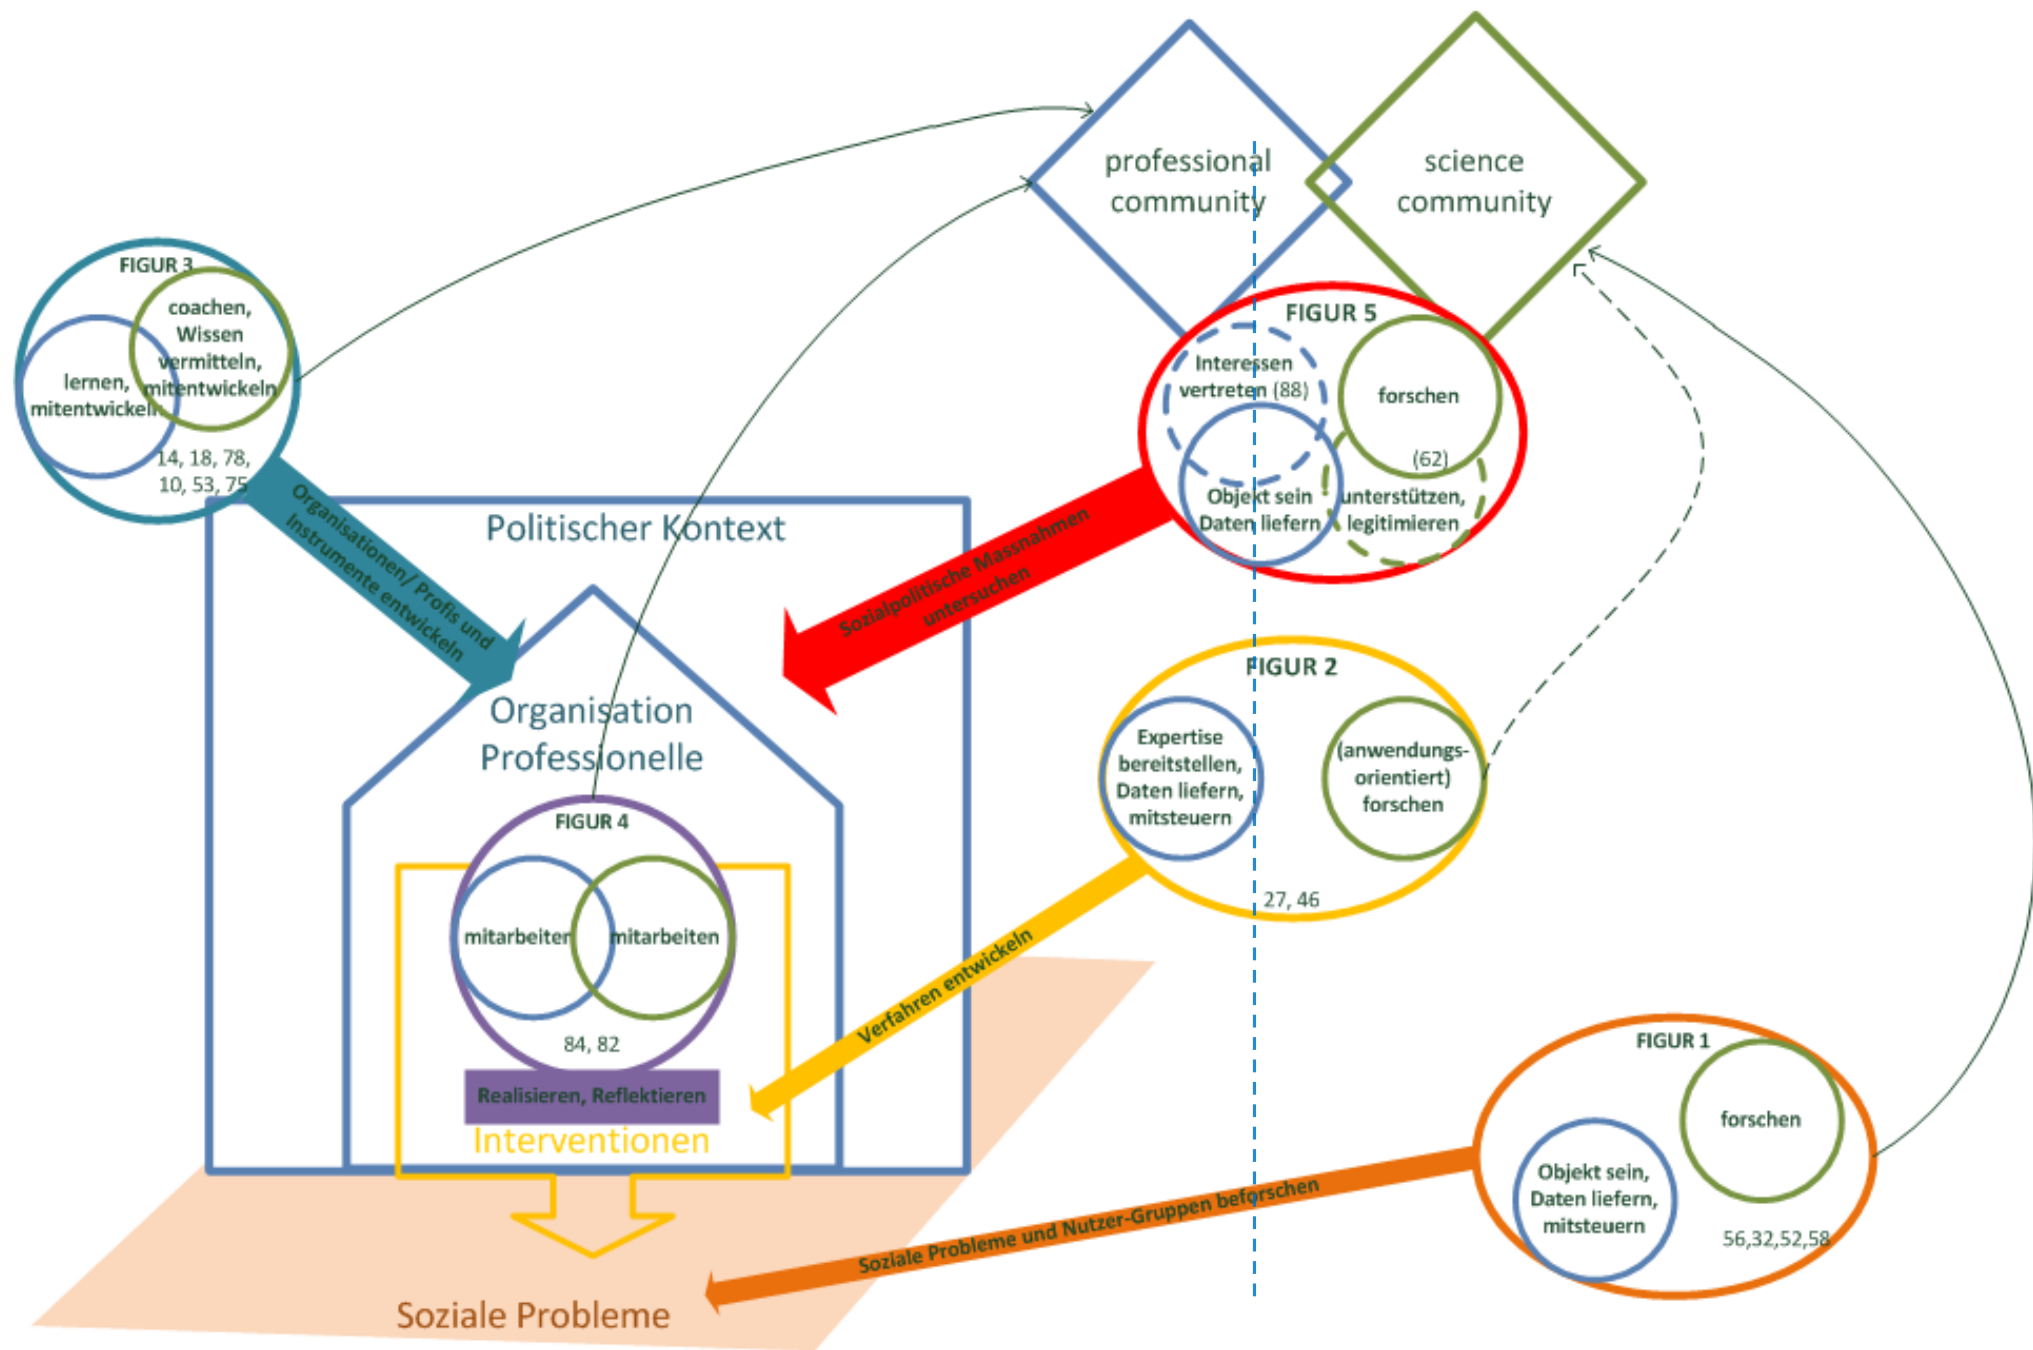 professional
community
science
community
FIGUR 3
coachen,
Wissen
vermitteln,
mitentwickeln
lernen,
mitentwickeln
14, 18, 78,
10, 53, 75
Organisationen/ Profis und
Instrumente entwickeln
Politischer Kontext
FIGUR 5
Interessen
vertreten (88)
forschen
(62)
Objekt sein
Daten liefern
unterstützen,
legitimieren
Sozialpolitische Massnahmen
untersuchen
Organisation
Professionelle
FIGUR 2
Expertise
bereitstellen,
Daten liefern,
mitsteuern
(anwendungs-
orientiert)
forschen
27, 46
Verfahren entwickeln
FIGUR 4
mitarbeiten
mitarbeiten
84, 82
Realisieren, Reflektieren
Interventionen
FIGUR 1
forschen
Objekt sein,
Daten liefern,
mitsteuern
56,32,52,58
Soziale Probleme und Nutzer-Gruppen beforschen
Soziale Probleme